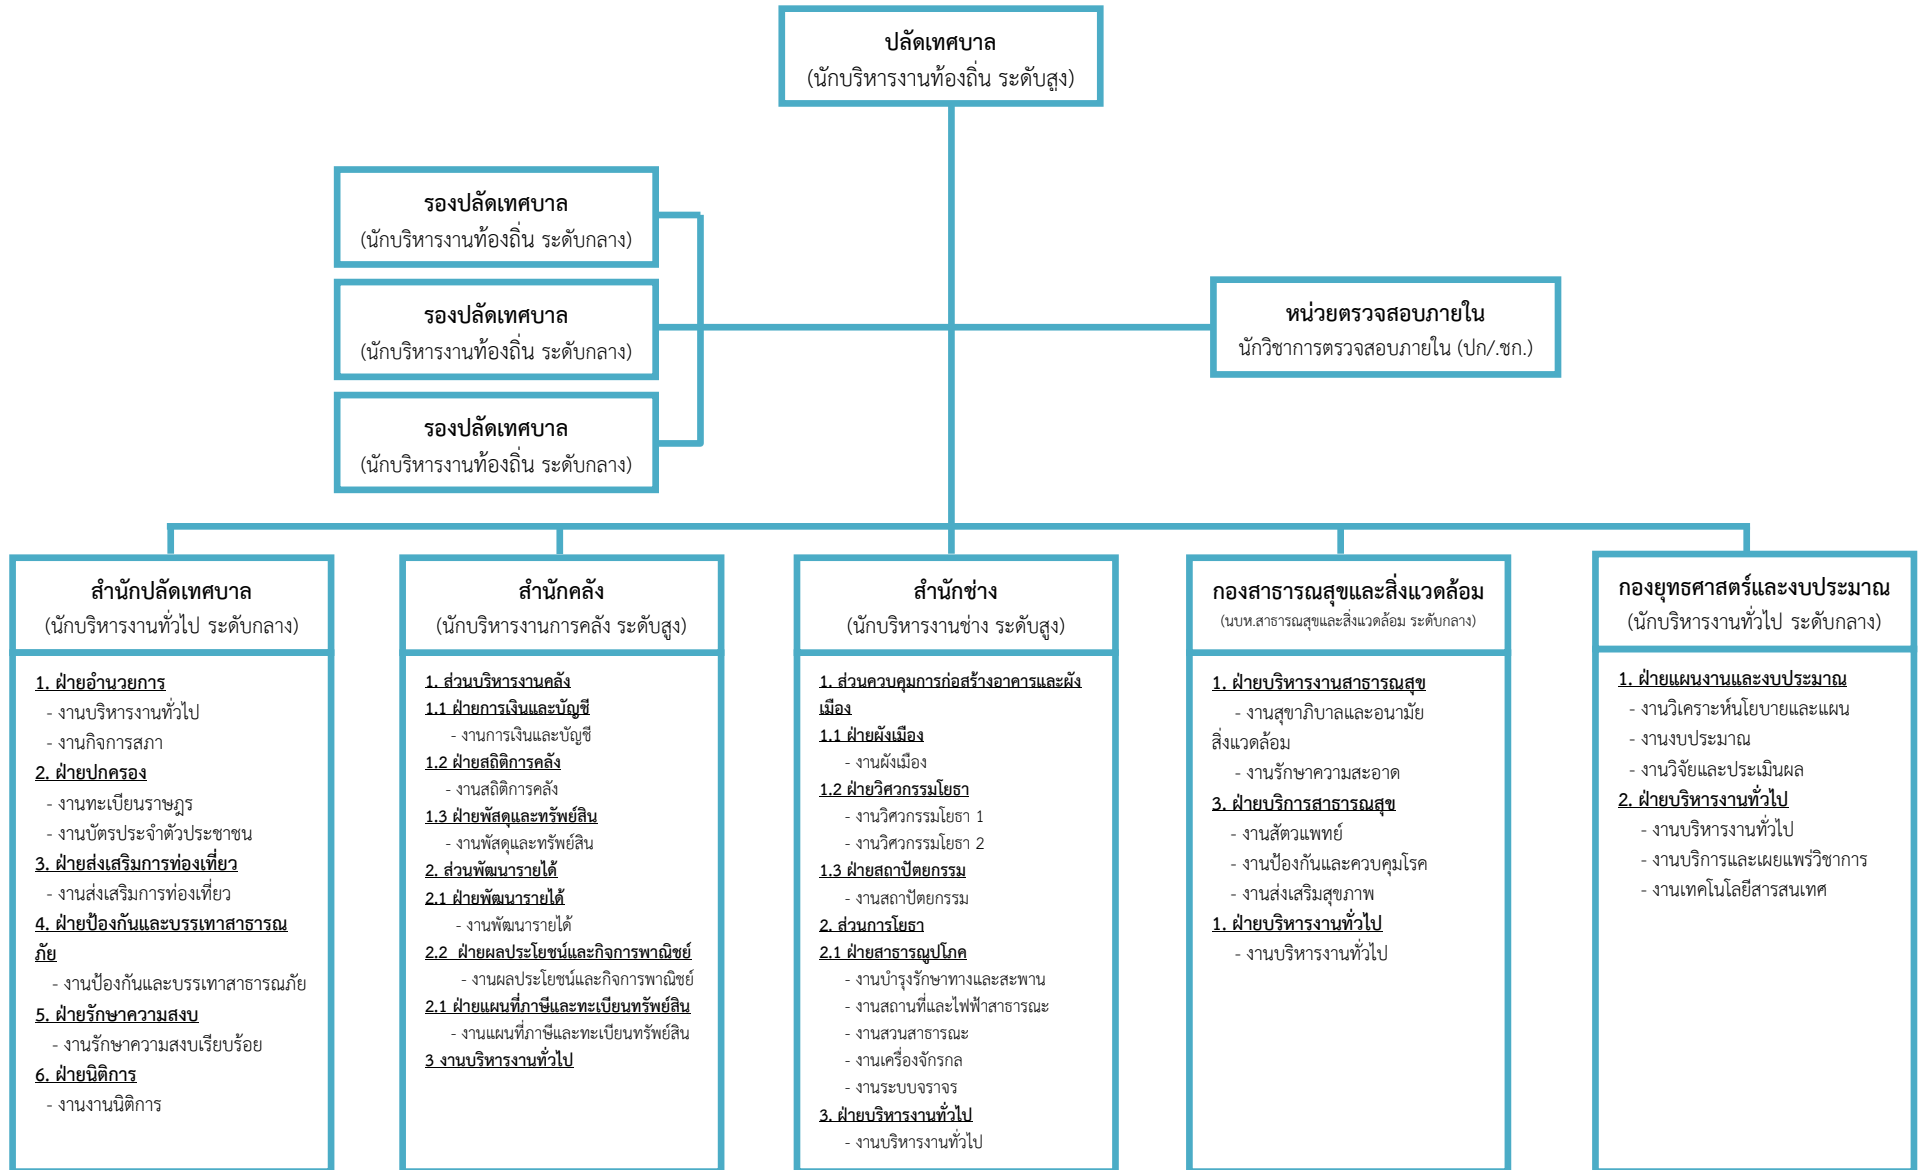 ปลัดเทศบาล
(นักบริหารงานท้องถิ่น ระดับสูง)
รองปลัดเทศบาล
(นักบริหารงานท้องถิ่น ระดับกลาง)
รองปลัดเทศบาล
(นักบริหารงานท้องถิ่น ระดับกลาง)
รองปลัดเทศบาล
(นักบริหารงานท้องถิ่น ระดับกลาง)
หน่วยตรวจสอบภายใน
นักวิชาการตรวจสอบภายใน (ปก/.ชก.)
สำนักปลัดเทศบาล
(นักบริหารงานทั่วไป ระดับกลาง)
1. ฝ่ายอำนวยการ
- งานบริหารงานทั่วไป
- งานกิจการสภา
2. ฝ่ายปกครอง
- งานทะเบียนราษฎร
- งานบัตรประจำตัวประชาชน
3. ฝ่ายส่งเสริมการท่องเที่ยว
- งานส่งเสริมการท่องเที่ยว
4. ฝ่ายป้องกันและบรรเทาสาธารณ
ภัย
- งานป้องกันและบรรเทาสาธารณภัย
5. ฝ่ายรักษาความสงบ
- งานรักษาความสงบเรียบร้อย
6. ฝ่ายนิติการ
- งานงานนิติการ
สำนักคลัง
(นักบริหารงานการคลัง ระดับสูง)
1. ส่วนบริหารงานคลัง
1.1 ฝ่ายการเงินและบัญชี
- งานการเงินและบัญชี
1.2 ฝ่ายสถิติการคลัง
- งานสถิติการคลัง
1.3 ฝ่ายพัสดุและทรัพย์สิน
- งานพัสดุและทรัพย์สิน
2. ส่วนพัฒนารายได้
2.1 ฝ่ายพัฒนารายได้
- งานพัฒนารายได้
2.2 ฝ่ายผลประโยชน์และกิจการพาณิชย์
- งานผลประโยชน์และกิจการพาณิชย์
2.1 ฝ่ายแผนที่ภาษีและทะเบียนทรัพย์สิน
- งานแผนที่ภาษีและทะเบียนทรัพย์สิน
3 งานบริหารงานทั่วไป
สำนักช่าง
(นักบริหารงานช่าง ระดับสูง)
1. ส่วนควบคุมการก่อสร้างอาคารและผัง
เมือง
1.1 ฝ่ายผังเมือง
- งานผังเมือง
1.2 ฝ่ายวิศวกรรมโยธา
- งานวิศวกรรมโยธา 1
- งานวิศวกรรมโยธา 2
1.3 ฝ่ายสถาปัตยกรรม
- งานสถาปัตยกรรม
2. ส่วนการโยธา
2.1 ฝ่ายสาธารณูปโภค
- งานบำรุงรักษาทางและสะพาน
- งานสถานที่และไฟฟ้าสาธารณะ
- งานสวนสาธารณะ
- งานเครื่องจักรกล
- งานระบบจราจร
3. ฝ่ายบริหารงานทั่วไป
- งานบริหารงานทั่วไป
กองสาธารณสุขและสิ่งแวดล้อม
(นบห.สาธารณสุขและสิ่งแวดล้อม ระดับกลาง)
1. ฝ่ายบริหารงานสาธารณสุข
- งานสุขาภิบาลและอนามัย
สิ่งแวดล้อม
- งานรักษาความสะอาด
3. ฝ่ายบริการสาธารณสุข
- งานสัตวแพทย์
- งานป้องกันและควบคุมโรค
- งานส่งเสริมสุขภาพ
1. ฝ่ายบริหารงานทั่วไป
- งานบริหารงานทั่วไป
กองยุทธศาสตร์และงบประมาณ
(นักบริหารงานทั่วไป ระดับกลาง)
1. ฝ่ายแผนงานและงบประมาณ
- งานวิเคราะห์นโยบายและแผน
- งานงบประมาณ
- งานวิจัยและประเมินผล
2. ฝ่ายบริหารงานทั่วไป
- งานบริหารงานทั่วไป
- งานบริการและเผยแพร่วิชาการ
- งานเทคโนโลยีสารสนเทศ